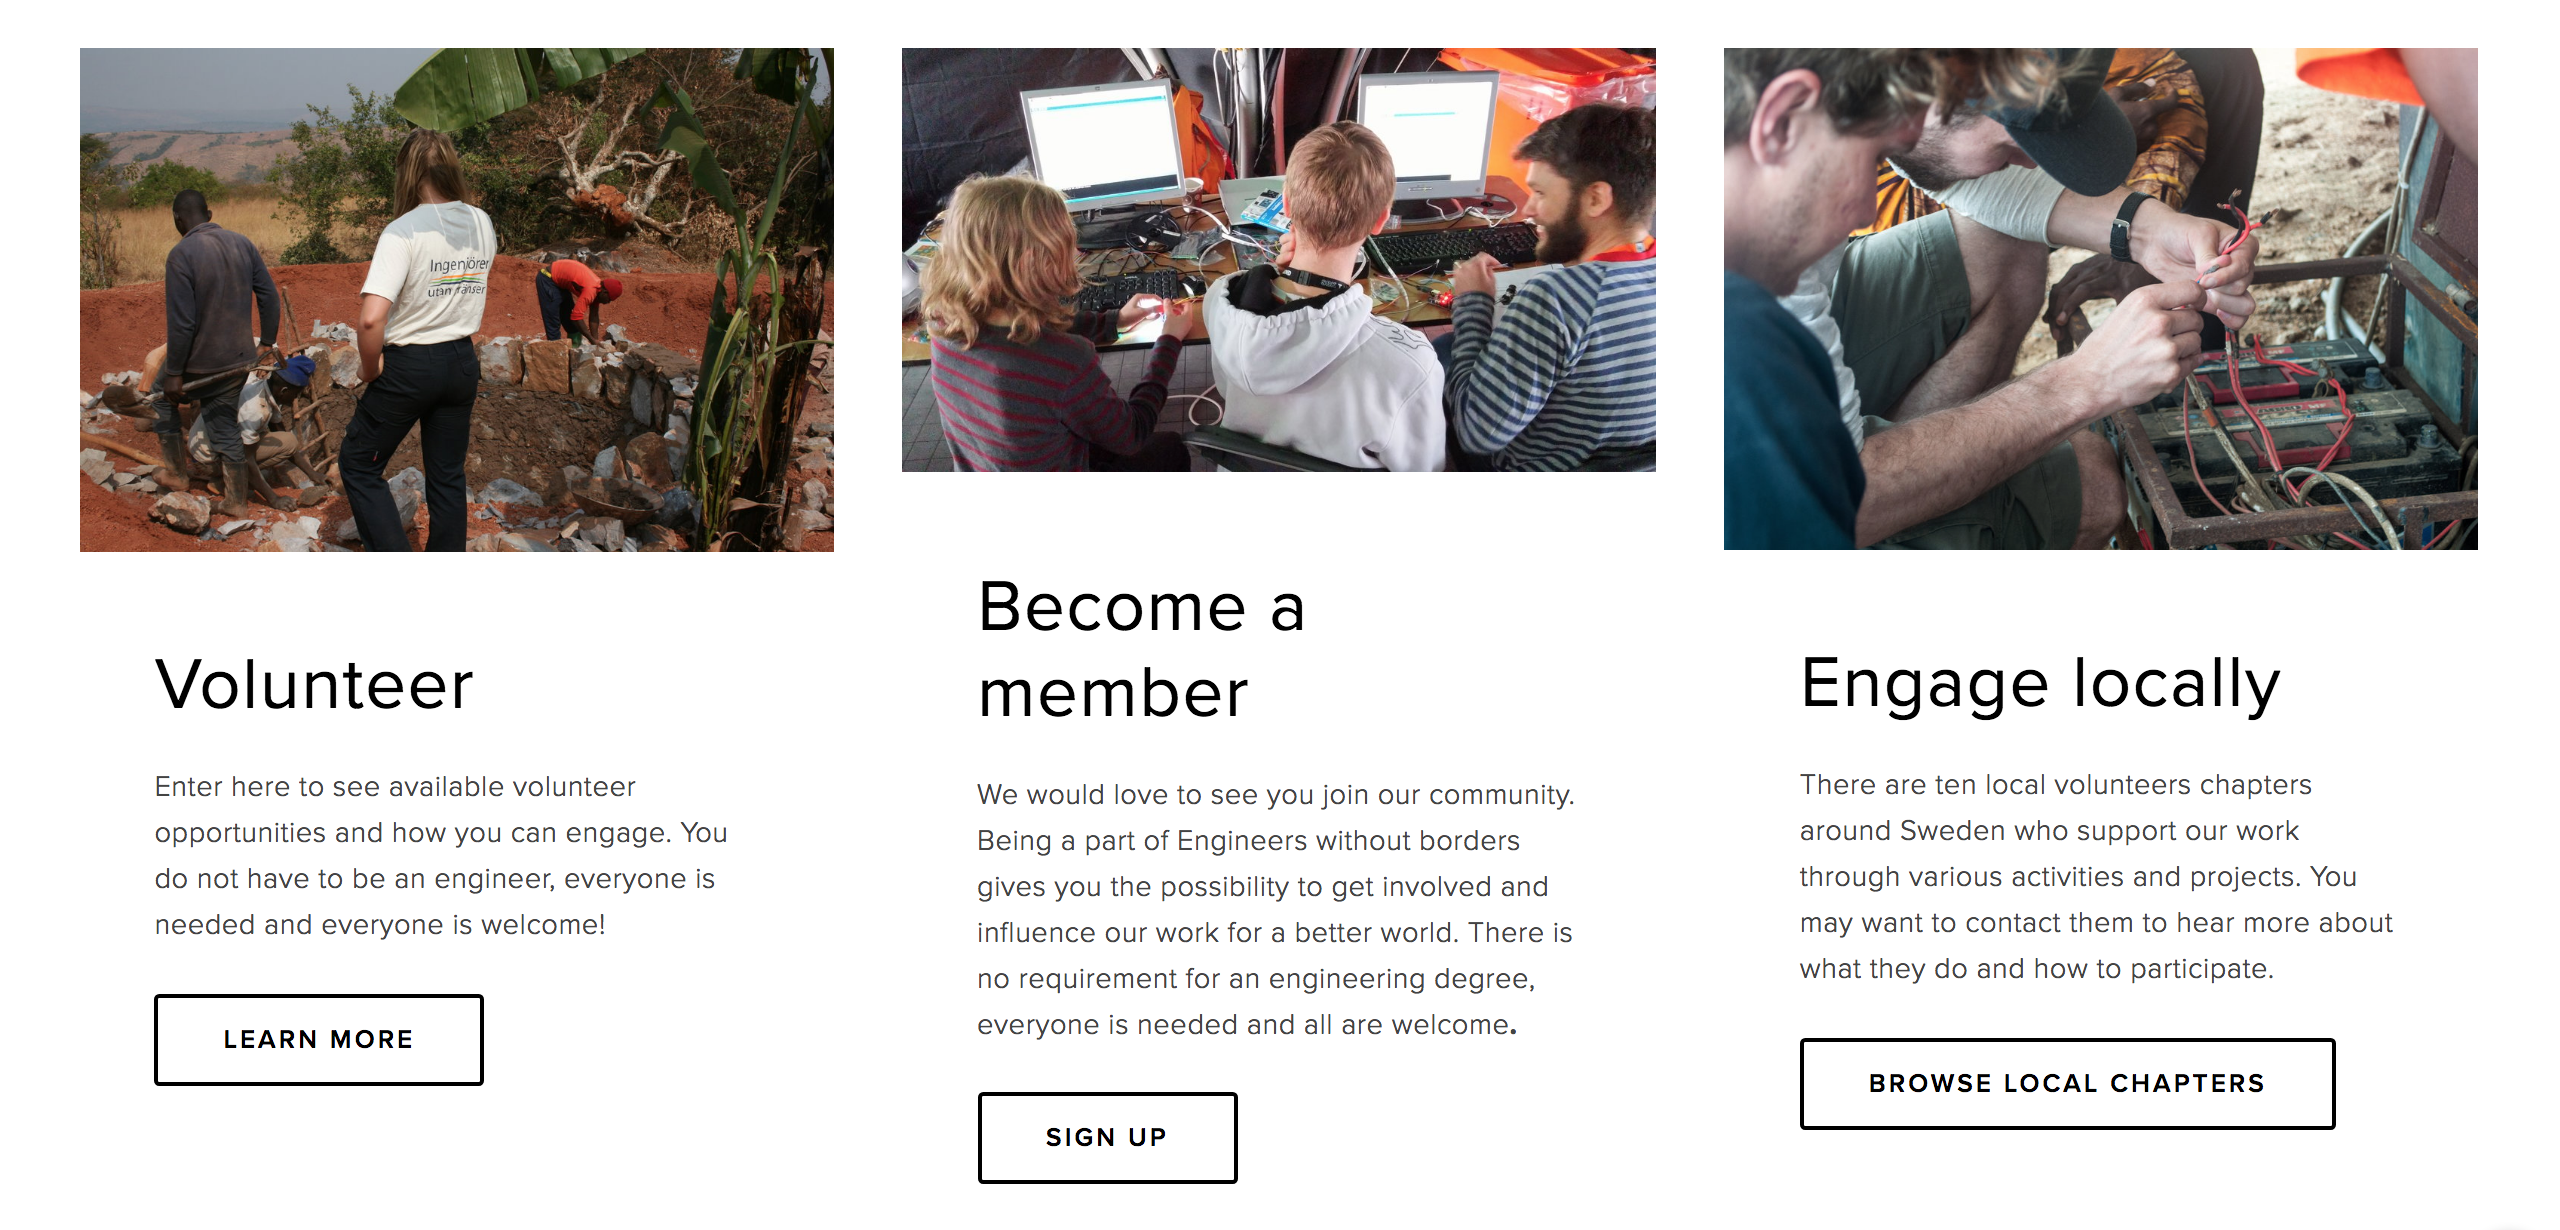 Ingenjörer
utan gränser
Volunteer
Enter here to see available volunteer
opportunities and how you can engage. You
do not have to be an engineer, everyone is
needed and everyone is welcome!
LEARN MORE
Become a
member
We would love to see you join our community.
Being a part of Engineers without borders
gives you the possibility to get involved and
influence our work for a better world. There is
no requirement for an engineering degree,
everyone is needed and all are welcome.
SIGN UP
Engage locally
There are ten local volunteers chapters
around Sweden who support our work
through various activities and projects. You
may want to contact them to hear more about
what they do and how to participate.
BROWSE LOCAL CHAPTERS